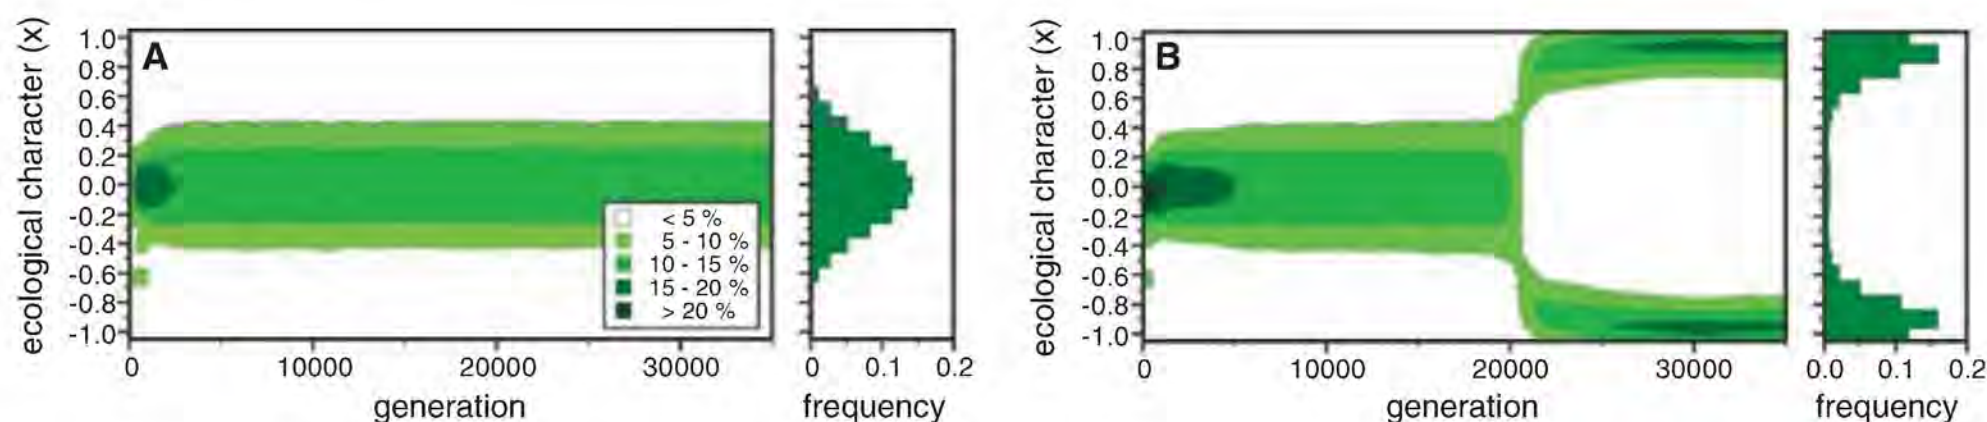 A
ecological character (x)
1.0
0.8
0.6
0.4
0.2
0.0
-0.2
-0.4
-0.6
-0.8
-1.0
< 5 %
5 - 10 %
10 - 15 %
15 - 20 %
> 20 %
0 10000 20000 30000
generation
0 0.1 0.2
frequency
B
ecological character (x)
1.0
0.8
0.6
0.4
0.2
0.0
-0.2
-0.4
-0.6
-0.8
-1.0
0 10000 20000 30000
generation
0.0 0.1 0.2
frequency